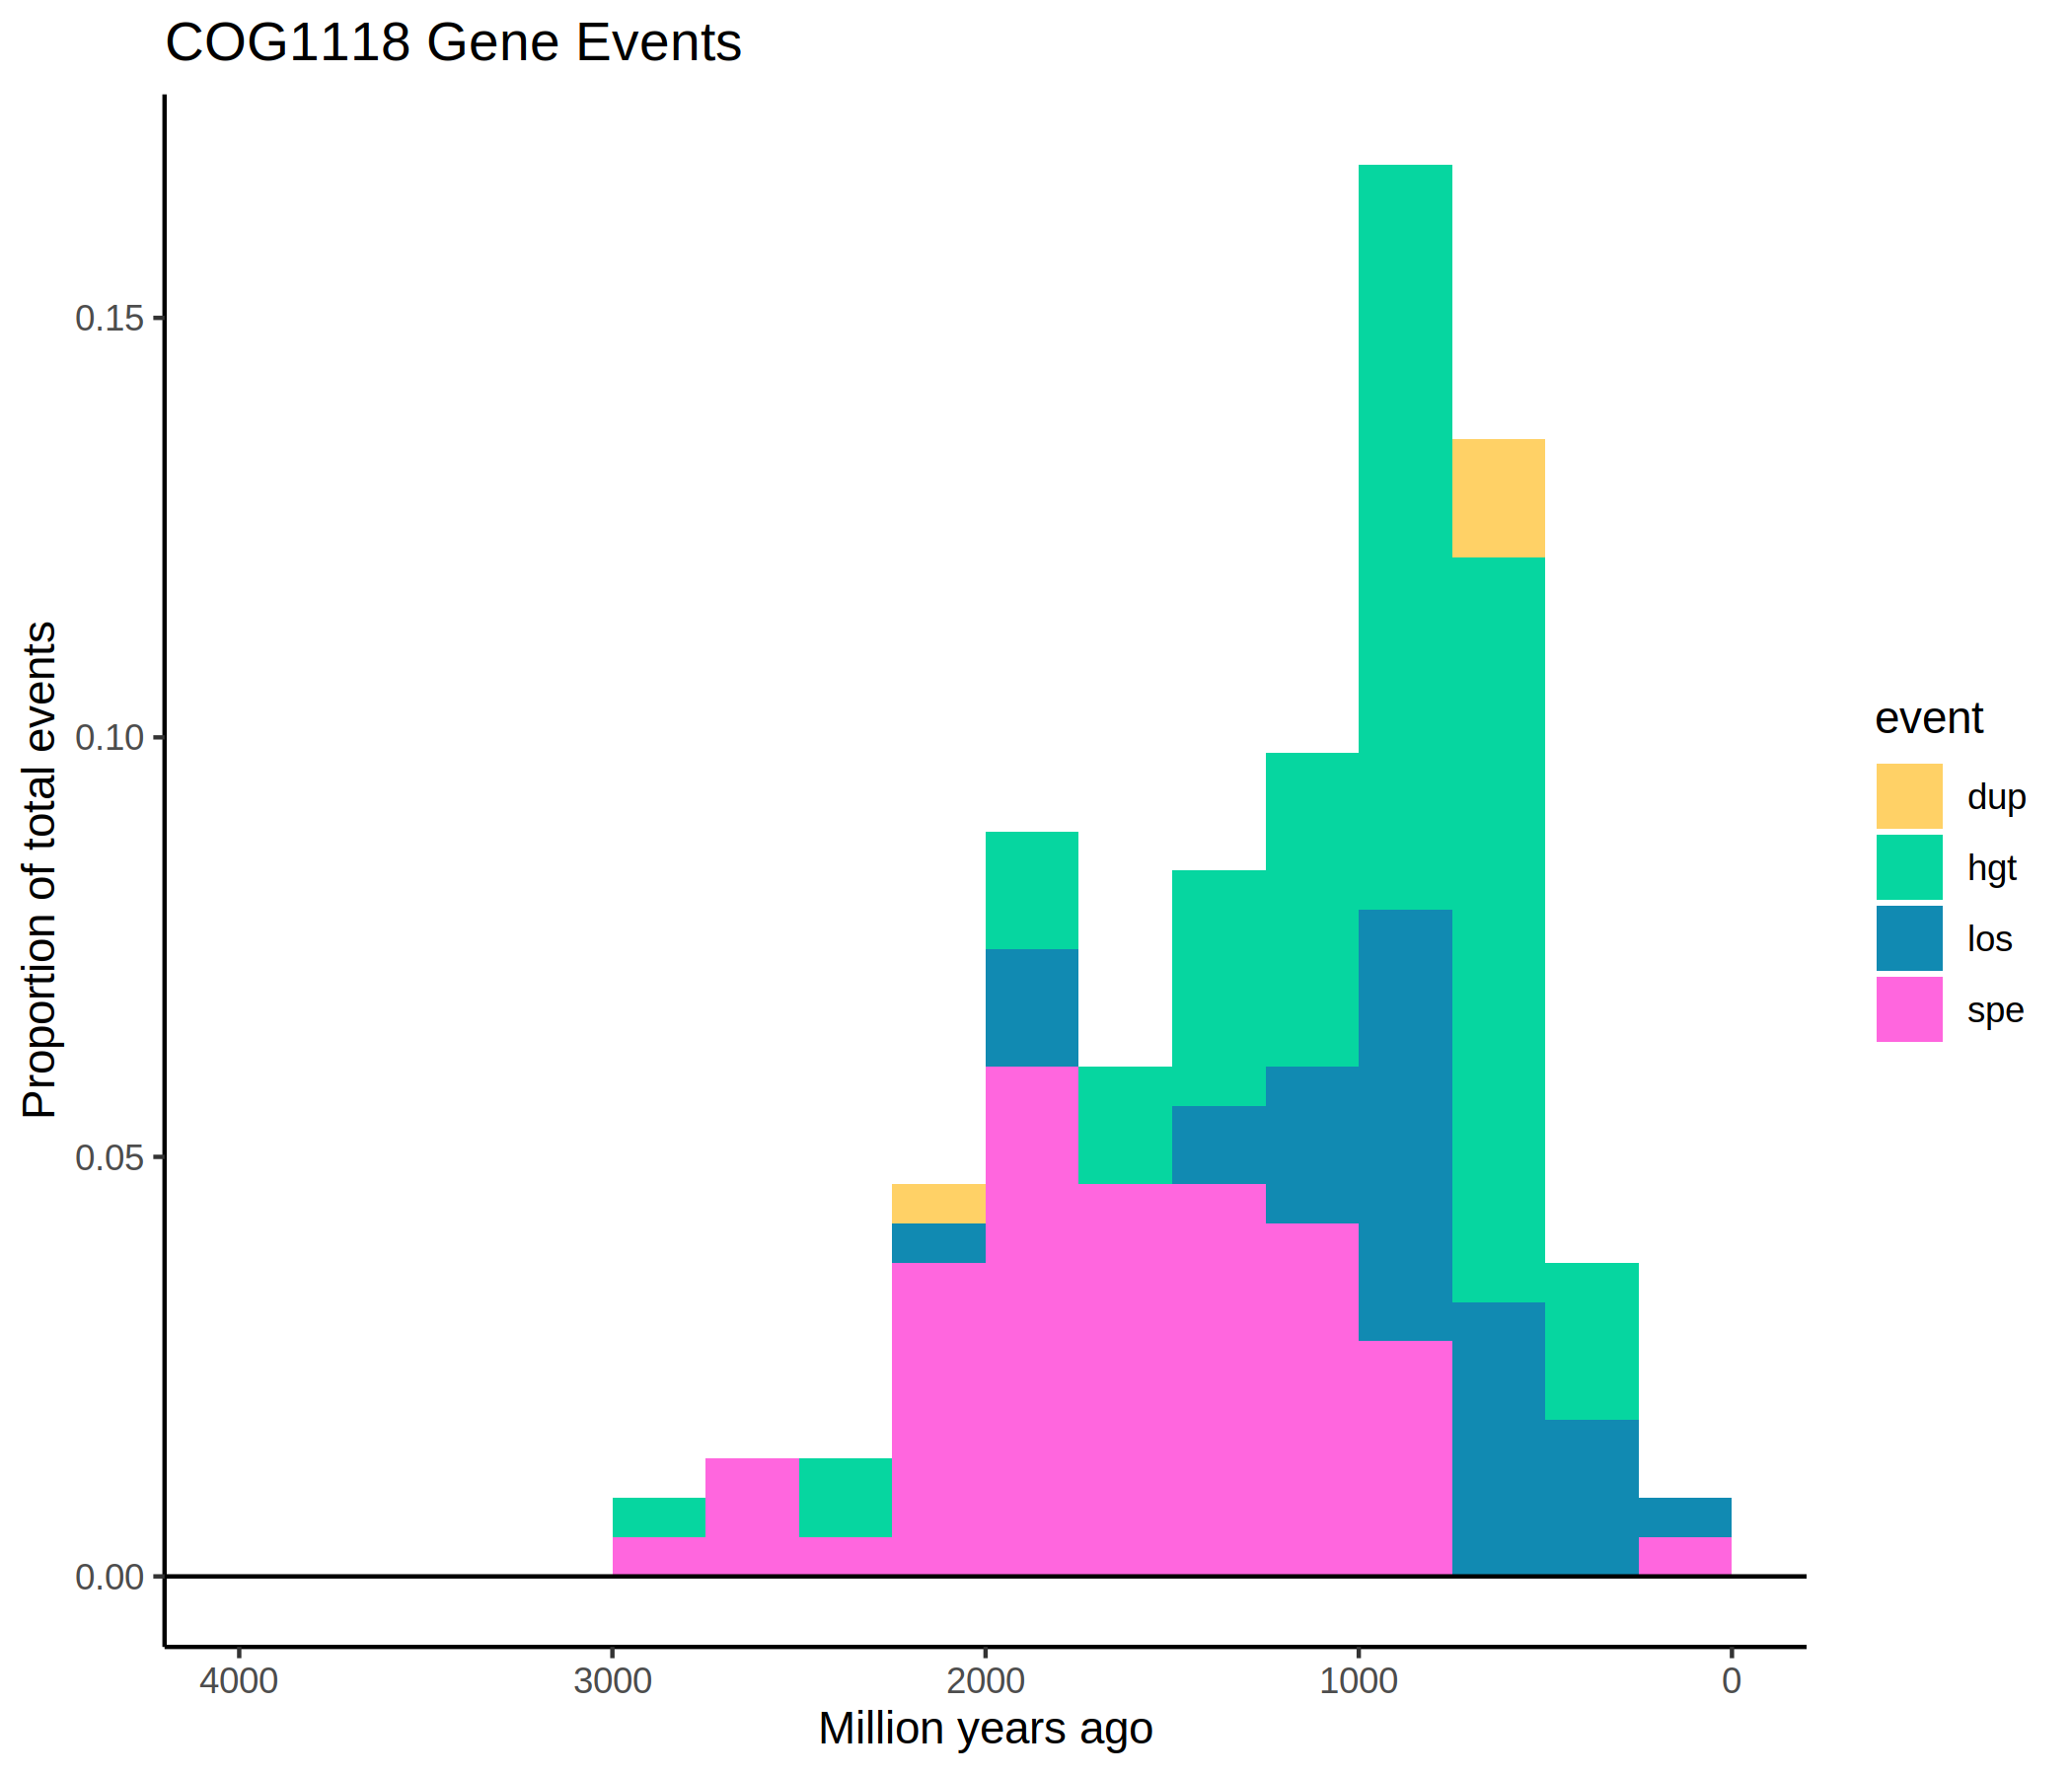 COG1118 Gene Events
Proportion of total events
0.15
0.10
0.05
0.00
4000 3000 2000 1000 0
Million years ago
event
dup
hgt
los
spe